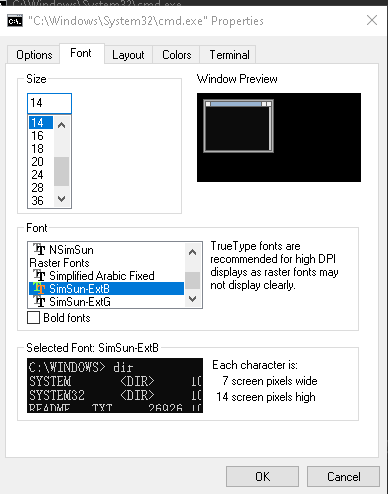 C:\Windows\System32\cmd.exe
"C:\Windows\System32\cmd.exe" Properties
Options Font Layout Colors Terminal
Size
14
14
16
18
20
24
28
36
Window Preview
Font
NSimSun
Raster Fonts
Simplified Arabic Fixed
SimSun-ExtB
SimSun-ExtG
Bold fonts
TrueType fonts are
recommended for high DPI
displays as raster fonts may
not display clearly.
Selected Font: SimSun-ExtB
C:\WINDOWS> dir
SYSTEM <DIR> 10
SYSTEM32 <DIR> 10
README TXT 26926 10
Each character is:
7 screen pixels wide
14 screen pixels high
OK Cancel